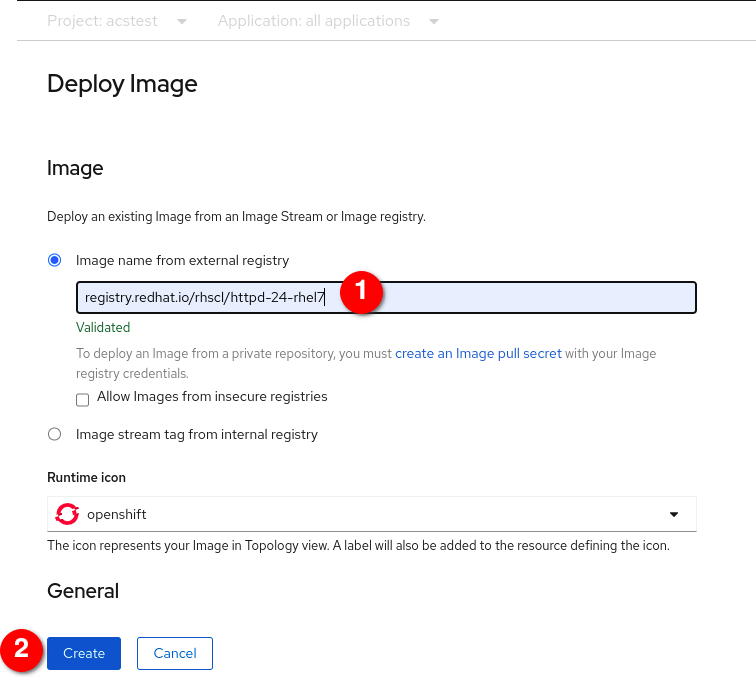 Project: acstest Application: all applications
Deploy Image
Image
Deploy an existing Image from an Image Stream or Image registry.
Image name from external registry
registry.redhat.io/rhscl/httpd-24-rhel7 1
Validated
To deploy an Image from a private repository, you must create an Image pull secret with your Image
registry credentials.
Allow Images from insecure registries
Image stream tag from internal registry
Runtime icon
openshift
The icon represents your Image in Topology view. A label will also be added to the resource defining the icon.
General
2 Create Cancel